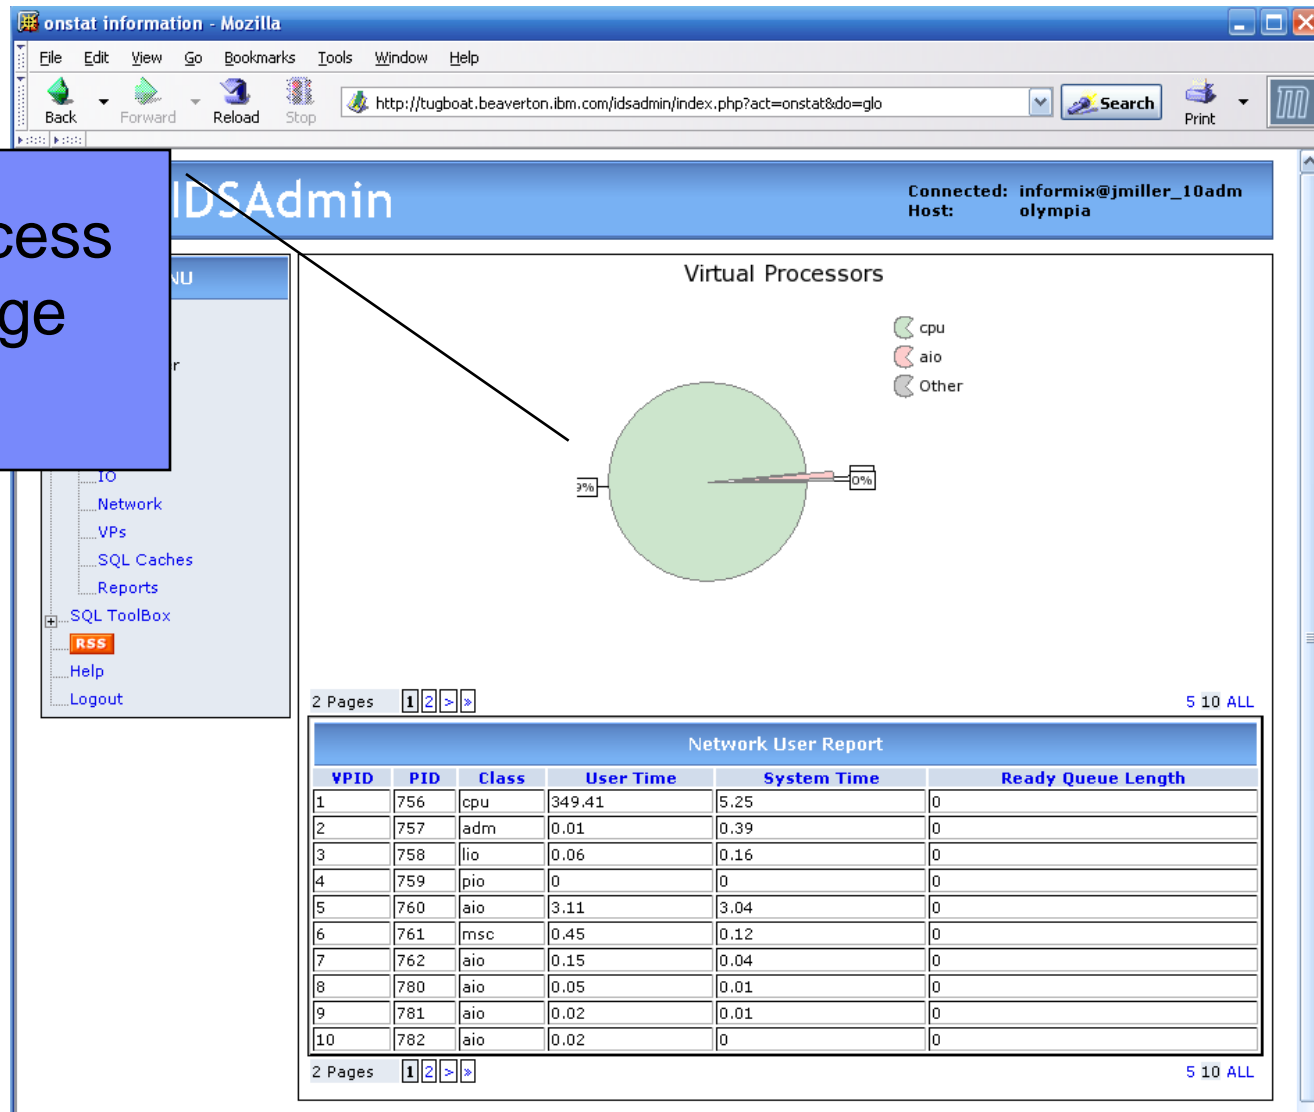 onstat information - Mozilla
File Edit View Go Bookmarks Tools Window Help
Back Forward Reload Stop http://tugboat.beaverton.ibm.com/idsadmin/index.php?act=onstat&do=glo Search Print
IDSAdmin
Connected: informix@jmiller_10adm
Host: olympia
cess
ge
NU
r
IO
Network
VPs
SQL Caches
Reports
SQL ToolBox
RSS
Help
Logout
Virtual Processors
cpu
aio
Other
9%
0%
2 Pages 1 2 > » 5 10 ALL
Network User Report
VPID PID Class User Time System Time Ready Queue Length
1 756 cpu 349.41 5.25 0
2 757 adm 0.01 0.39 0
3 758 lio 0.06 0.16 0
4 759 pio 0 0 0
5 760 aio 3.11 3.04 0
6 761 msc 0.45 0.12 0
7 762 aio 0.15 0.04 0
8 780 aio 0.05 0.01 0
9 781 aio 0.02 0.01 0
10 782 aio 0.02 0 0
2 Pages 1 2 > » 5 10 ALL